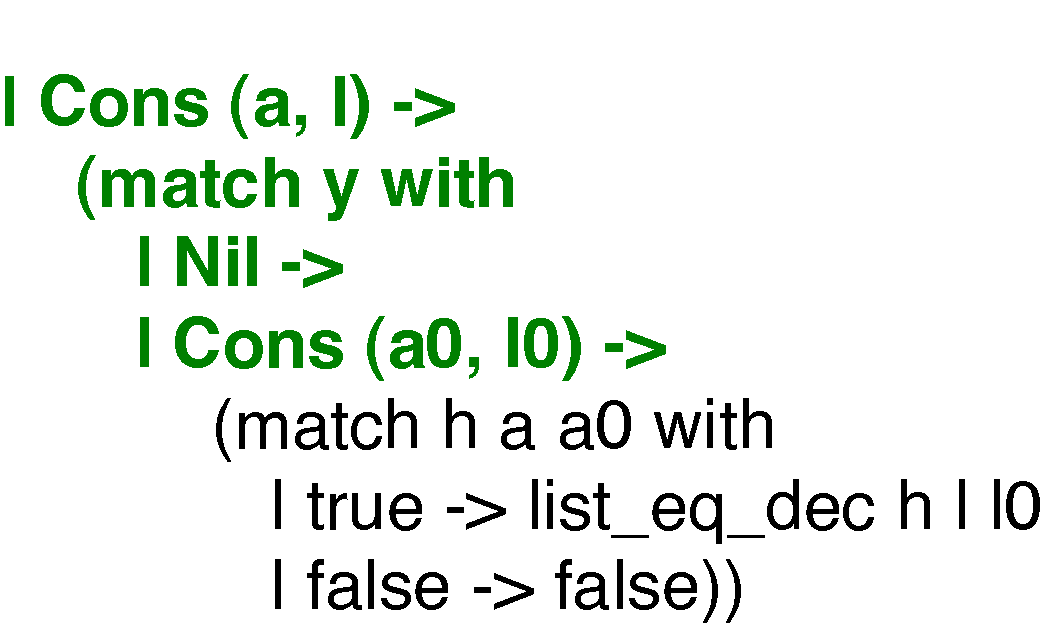 | Cons (a, l) ->
(match y with
| Nil ->
| Cons (a0, l0) ->
(match h a a0 with
| true -> list_eq_dec h l l0
| false -> false))